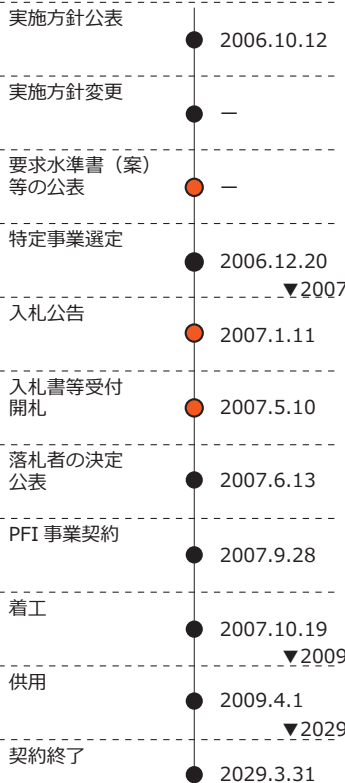 実施方針公表
2006.10.12
実施方針変更
－
要求水準書（案）
等の公表
－
特定事業選定
2006.12.20
▼2007
入札公告
2007.1.11
入札書等受付
開札
2007.5.10
落札者の決定
公表
2007.6.13
PFI 事業契約
2007.9.28
着工
2007.10.19
▼2009
供用
2009.4.1
▼2029
契約終了
2029.3.31